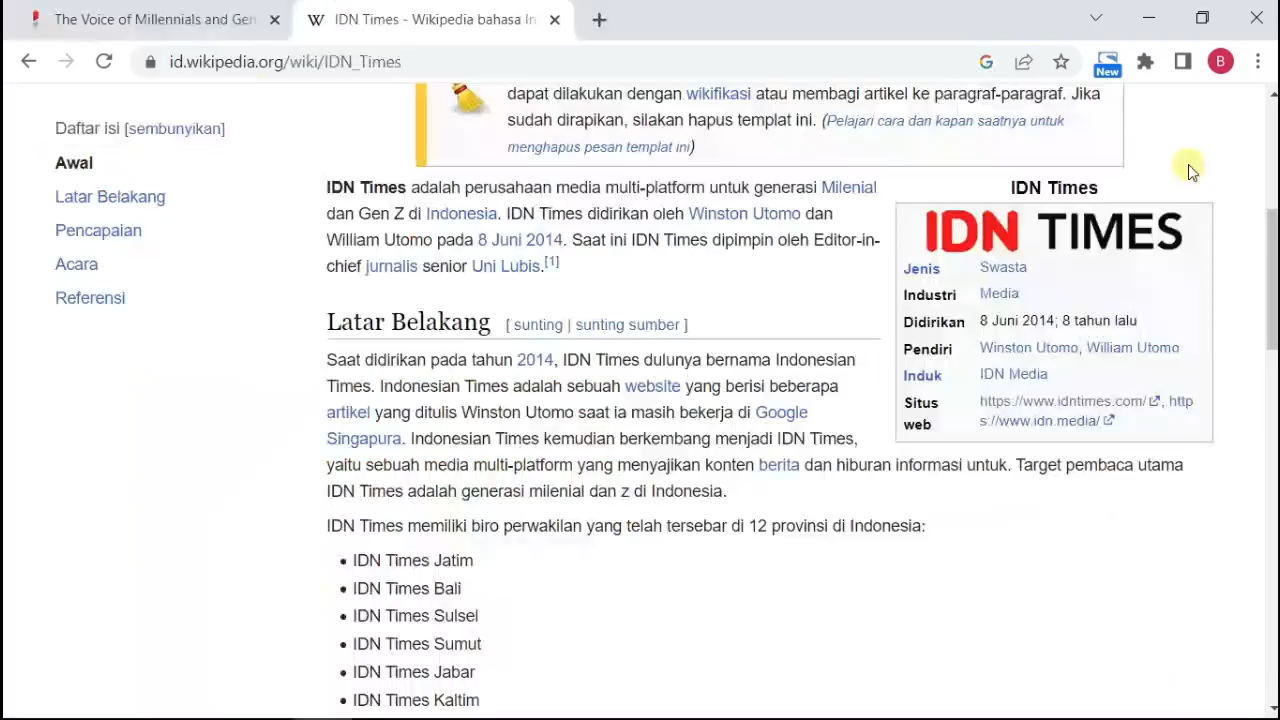 The Voice of Millennials and Gen
IDN Times - Wikipedia bahasa In
id.wikipedia.org/wiki/IDN_Times
New
B
dapat dilakukan dengan wikifikasi atau membagi artikel ke paragraf-paragraf. Jika
sudah dirapikan, silakan hapus templat ini. (Pelajari cara dan kapan saatnya untuk
menghapus pesan templat ini)
Daftar isi [sembunyikan]
Awal
Latar Belakang
Pencapaian
Acara
Referensi
IDN Times adalah perusahaan media multi-platform untuk generasi Milenial
dan Gen Z di Indonesia. IDN Times didirikan oleh Winston Utomo dan
William Utomo pada 8 Juni 2014. Saat ini IDN Times dipimpin oleh Editor-in-
chief jurnalis senior Uni Lubis.[1]
IDN Times
IDN TIMES
Jenis Swasta
Industri Media
Didirikan 8 Juni 2014; 8 tahun lalu
Pendiri Winston Utomo, William Utomo
Induk IDN Media
Situs web https://www.idntimes.com/, http
s://www.idn.media/
Latar Belakang [ sunting | sunting sumber ]
Saat didirikan pada tahun 2014, IDN Times dulunya bernama Indonesian
Times. Indonesian Times adalah sebuah website yang berisi beberapa
artikel yang ditulis Winston Utomo saat ia masih bekerja di Google
Singapura. Indonesian Times kemudian berkembang menjadi IDN Times,
yaitu sebuah media multi-platform yang menyajikan konten berita dan hiburan informasi untuk. Target pembaca utama
IDN Times adalah generasi milenial dan z di Indonesia.
IDN Times memiliki biro perwakilan yang telah tersebar di 12 provinsi di Indonesia:
• IDN Times Jatim
• IDN Times Bali
• IDN Times Sulsel
• IDN Times Sumut
• IDN Times Jabar
• IDN Times Kaltim